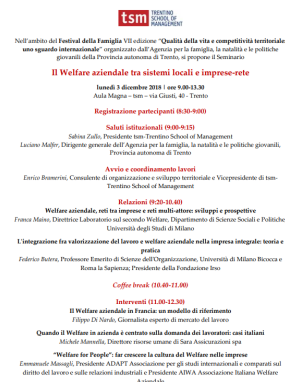 tsm TRENTINO
SCHOOL OF
MANAGEMENT
Nell'ambito del Festival della Famiglia VII edizione "Qualità della vita e competitività territoriale
uno sguardo internazionale" organizzato dall'Agenzia per la famiglia, la natalità e le politiche
giovanili della Provincia autonoma di Trento, si propone il Seminario
Il Welfare aziendale tra sistemi locali e imprese-rete
lunedì 3 dicembre 2018 | ore 9.00-13.30
Aula Magna – tsm – via Giusti, 40 - Trento
Registrazione partecipanti (8:30-9:00)
Saluti istituzionali (9:00-9:15)
Sabina Zullo, Presidente tsm-Trentino School of Management
Luciano Malfer, Dirigente generale dell'Agenzia per la famiglia, la natalità e le politiche giovanili,
Provincia autonoma di Trento
Avvio e coordinamento lavori
Enrico Bramerini, Consulente di organizzazione e sviluppo territoriale e Vicepresidente di tsm-
Trentino School of Management
Relazioni (9:20-10.40)
Welfare aziendale, reti tra imprese e reti multi-attore: sviluppi e prospettive
Franca Maino, Direttrice Laboratorio sul secondo Welfare, Dipartimento di Scienze Sociali e Politiche
Università degli Studi di Milano
L'integrazione fra valorizzazione del lavoro e welfare aziendale nella impresa integrale: teoria e
pratica
Federico Butera, Professore Emerito di Scienze dell'Organizzazione, Università di Milano Bicocca e
Roma la Sapienza; Presidente della Fondazione Irso
Coffee break (10.40-11.00)
Interventi (11.00-12.30)
Il Welfare aziendale in Francia: un modello di riferimento
Filippo Di Nardo, Giornalista esperto di mercato del lavoro
Quando il Welfare in azienda è contratto sulla domanda dei lavoratori: casi italiani
Michele Mannella, Direttore risorse umane di Sara Assicurazioni spa
"Welfare for People": far crescere la cultura del Welfare nelle imprese
Emmanuele Massagli, Presidente ADAPT Associazione per gli studi internazionali e comparati sul
diritto del lavoro e sulle relazioni industriali e Presidente AIWA Associazione Italiana Welfare
Aziendale